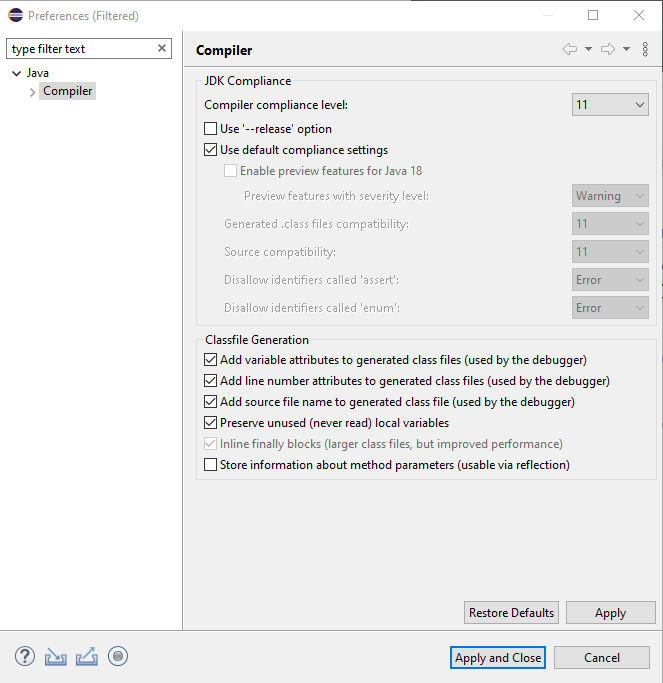 Preferences (Filtered)
type filter text
Java
Compiler
Compiler
JDK Compliance
Compiler compliance level:
11
Use '--release' option
Use default compliance settings
Enable preview features for Java 18
Preview features with severity level:
Warning
Generated .class files compatibility:
11
Source compatibility:
11
Disallow identifiers called 'assert':
Error
Disallow identifiers called 'enum':
Error
Classfile Generation
Add variable attributes to generated class files (used by the debugger)
Add line number attributes to generated class files (used by the debugger)
Add source file name to generated class file (used by the debugger)
Preserve unused (never read) local variables
Inline finally blocks (larger class files, but improved performance)
Store information about method parameters (usable via reflection)
Restore Defaults
Apply
Apply and Close
Cancel